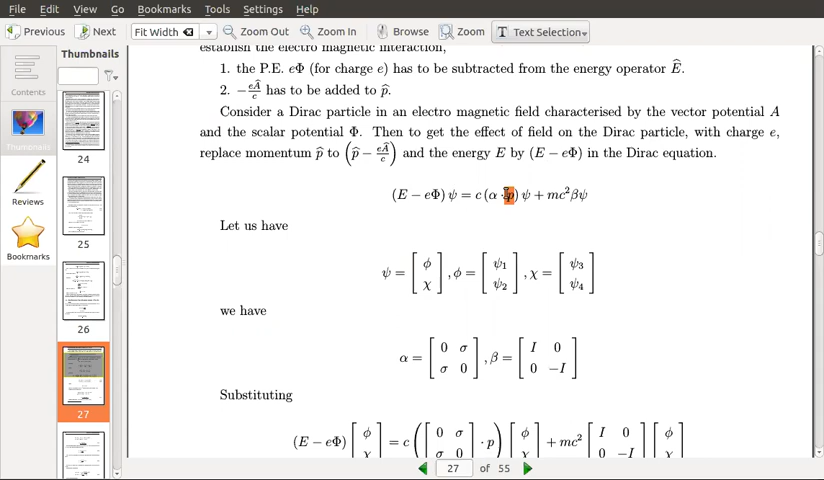 File Edit View Go Bookmarks Tools Settings Help
Previous Next Fit Width Zoom Out Zoom In Browse Zoom Text Selection
Contents
Thumbnails
Reviews
Bookmarks
Thumbnails
24
25
26
27
establish the electro magnetic interaction,
1. the P.E. eΦ (for charge e) has to be subtracted from the energy operator Ê.
2. −eÂ/c has to be added to p̂.
Consider a Dirac particle in an electro magnetic field characterised by the vector potential A
and the scalar potential Φ. Then to get the effect of field on the Dirac particle, with charge e,
replace momentum p̂ to (p̂ − eÂ/c) and the energy E by (E − eΦ) in the Dirac equation.
(E − eΦ) ψ = c (α · p) ψ + mc²βψ
Let us have
ψ = [ϕ χ], ϕ = [ψ₁ ψ₂], χ = [ψ₃ ψ₄]
we have
α = [0 σ; σ 0], β = [I 0; 0 −I]
Substituting
(E − eΦ) [ϕ χ] = c ([0 σ; σ 0] · p) [ϕ χ] + mc² [I 0; 0 −I] [ϕ χ]
27 of 55